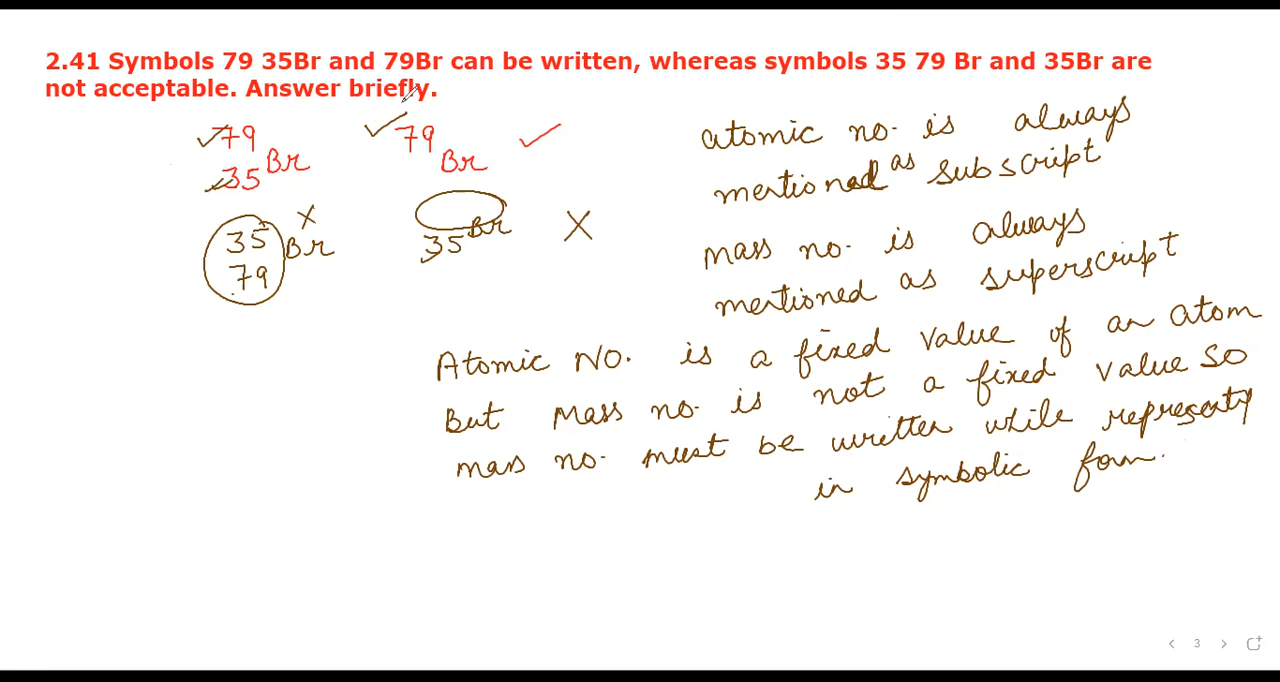 2.41 Symbols 79 35Br and 79Br can be written, whereas symbols 35 79 Br and 35Br are
not acceptable. Answer briefly.
79
35 Br
79
Br
35
79 Br
35 Br
atomic no. is always
mentioned as subscript
mass no. is always
mentioned as superscript
Atomic No. is a fixed value of an atom
But Mass no. is not a fixed value so
mass no. must be written while representg
in symbolic form.
3